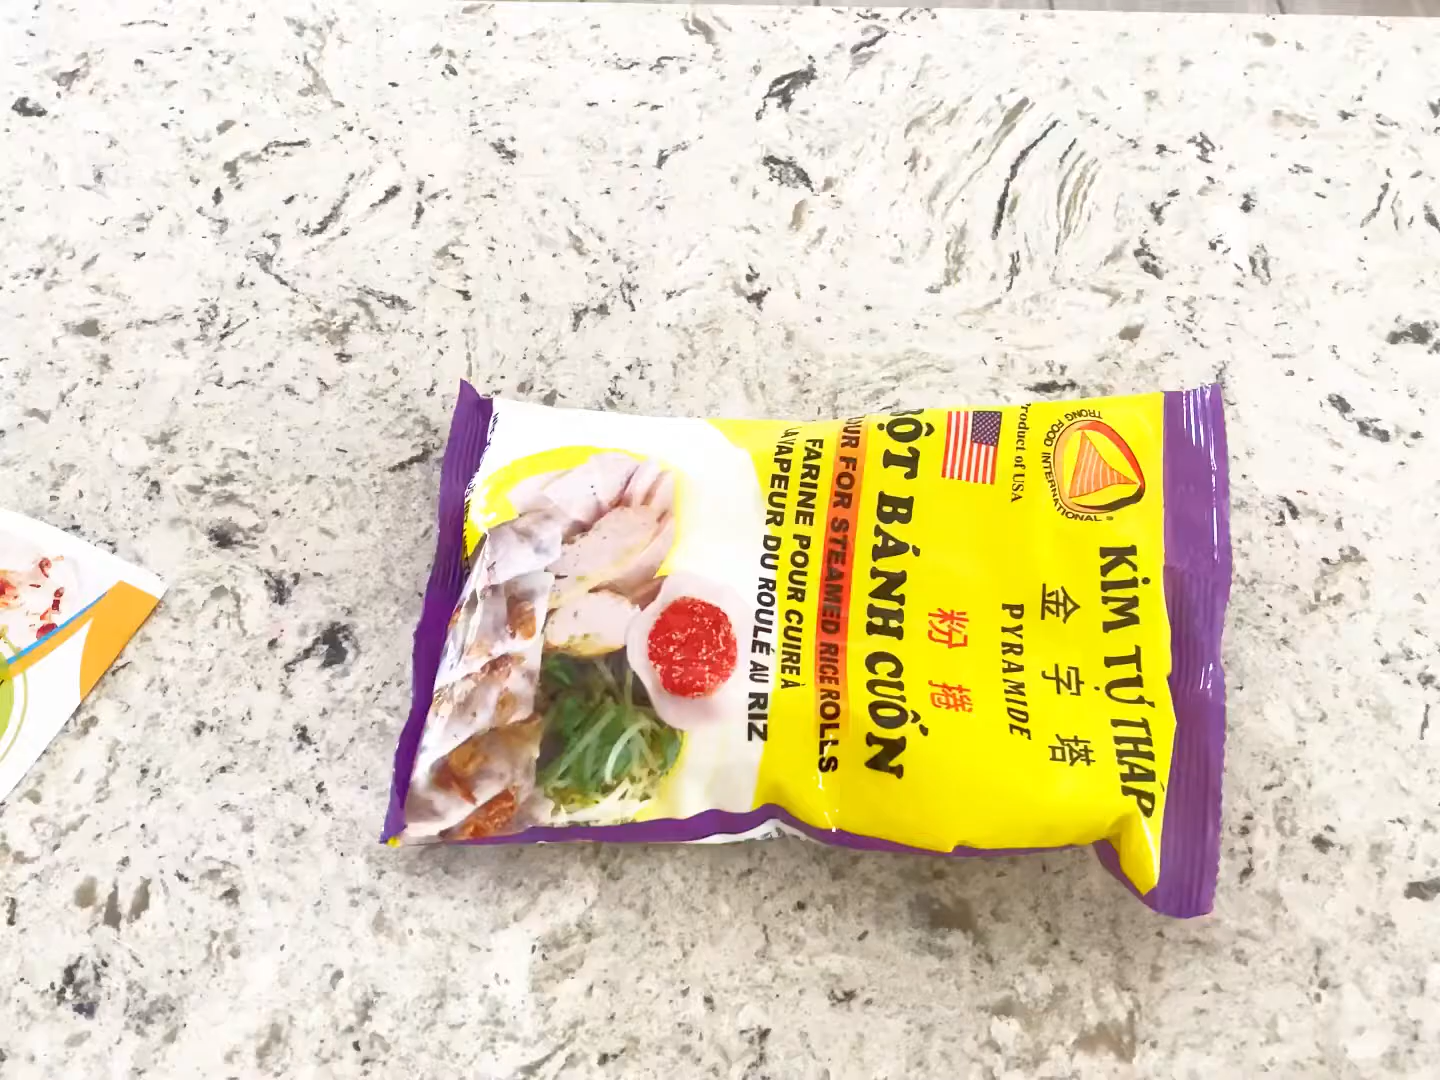 TRONG FOOD INTERNATIONAL ®
KIM TỰ THÁP
金字塔
PYRAMIDE
Product of USA
粉捲
BỘT BÁNH CUỐN
FOR STEAMED RICE ROLLS
FARINE POUR CUIRE À
LA VAPEUR DU ROULÉ AU RIZ